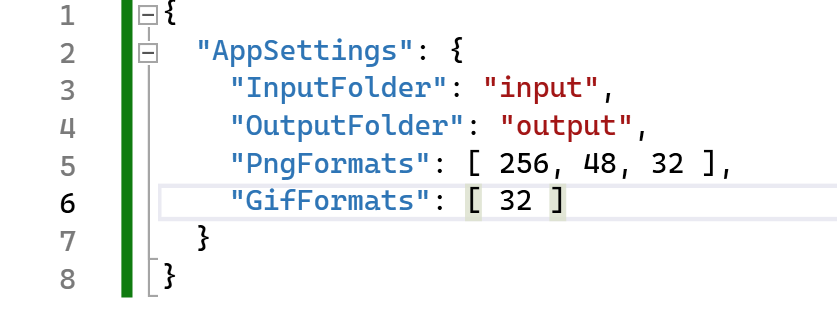 1 {
2 "AppSettings": {
3 "InputFolder": "input",
4 "OutputFolder": "output",
5 "PngFormats": [ 256, 48, 32 ],
6 "GifFormats": [ 32 ]
7 }
8 }